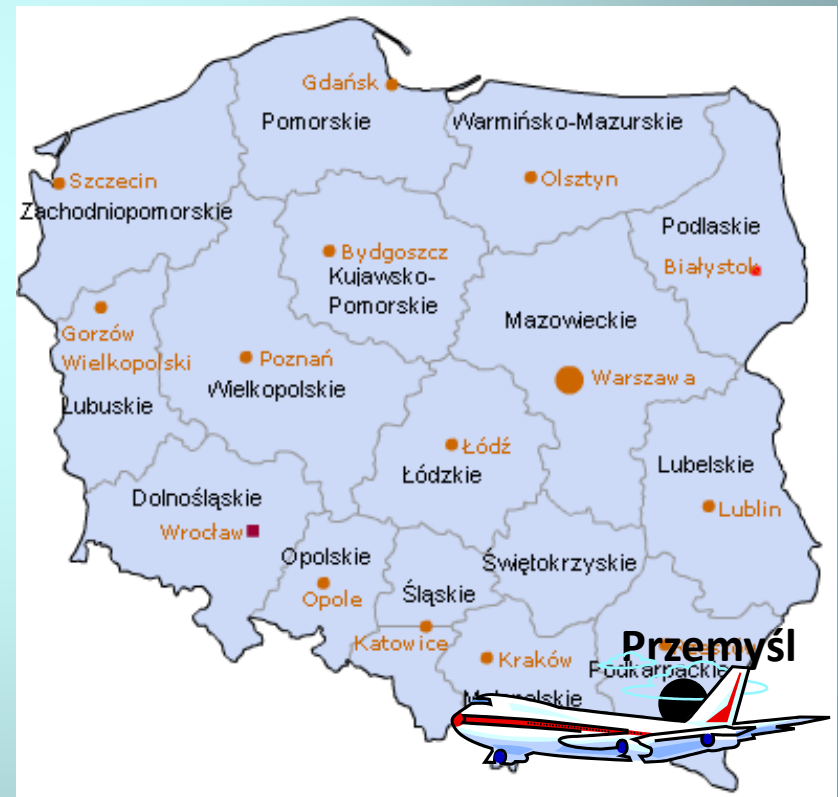 Gdańsk
Pomorskie
Warmińsko-Mazurskie
Szczecin
Olsztyn
Zachodniopomorskie
Podlaskie
Bydgoszcz
Białystok
Kujawsko-
Pomorskie
Mazowieckie
Gorzów
Wielkopolski
Poznań
Warszawa
Wielkopolskie
Lubuskie
Łódź
Łódzkie
Lubelskie
Dolnośląskie
Lublin
Wrocław
Opolskie
Świętokrzyskie
Opole
Śląskie
Katowice
Przemyśl
Kraków
Podkarpackie